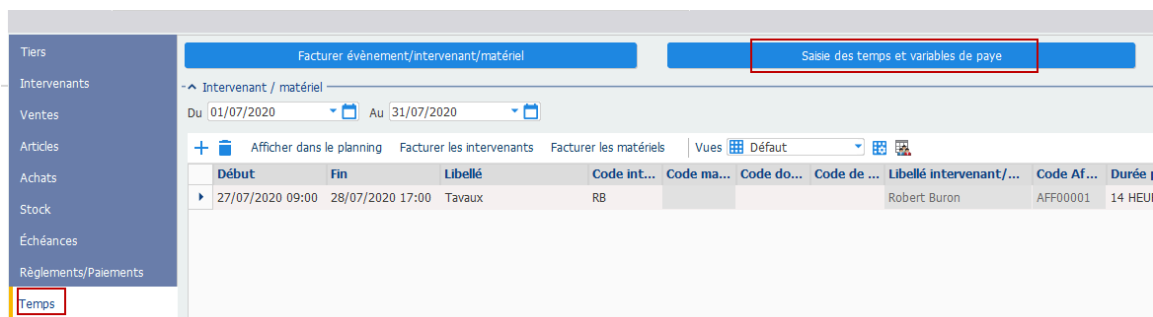 Tiers
Intervenants
Ventes
Articles
Achats
Stock
Échéances
Règlements/Paiements
Temps
Facturer évènement/intervenant/matériel Saisie des temps et variables de paye
Intervenant / matériel
Du 01/07/2020 Au 31/07/2020
Afficher dans le planning Facturer les intervenants Facturer les matériels Vues Défaut
Début Fin Libellé Code int... Code ma... Code do... Code de ... Libellé intervenant/... Code Af... Durée p
27/07/2020 09:00 28/07/2020 17:00 Tavaux RB Robert Buron AFF00001 14 HEU